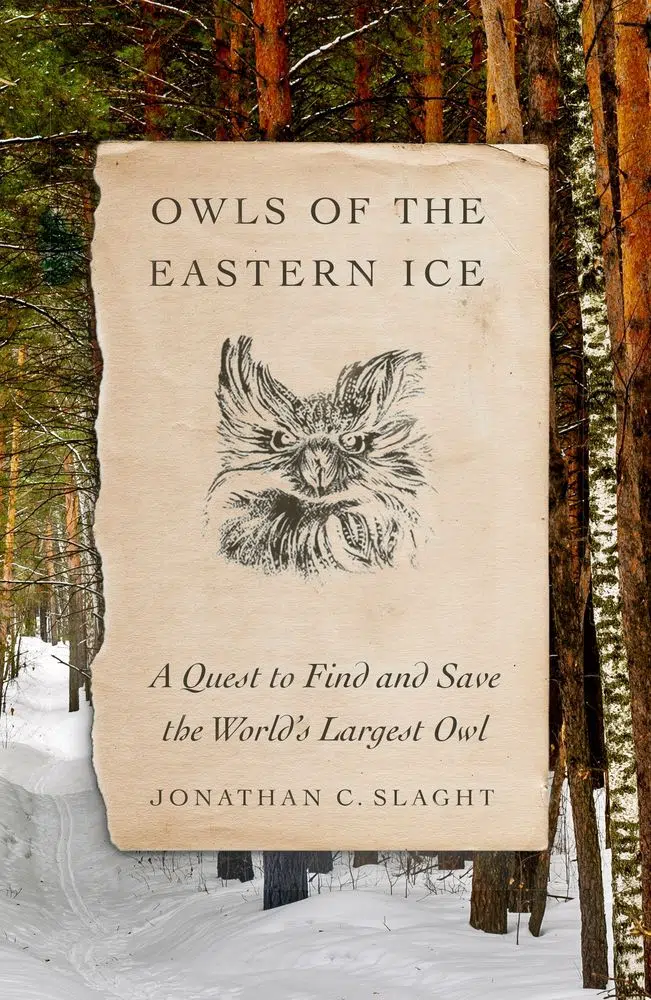 OWLS OF THE
EASTERN ICE
A Quest to Find and Save
the World's Largest Owl
JONATHAN C. SLAGHT